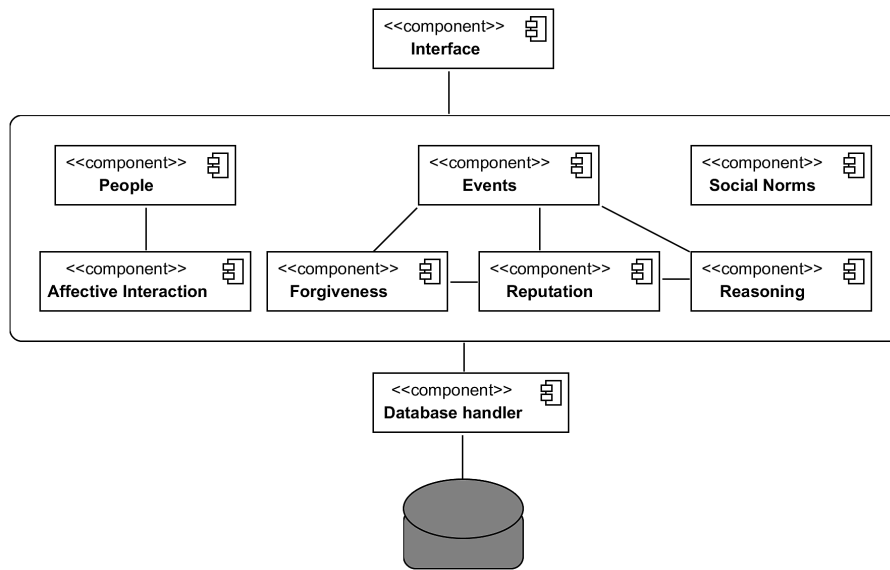 <<component>>
Interface
<<component>>
People
<<component>>
Events
<<component>>
Social Norms
<<component>>
Affective Interaction
<<component>>
Forgiveness
<<component>>
Reputation
<<component>>
Reasoning
<<component>>
Database handler